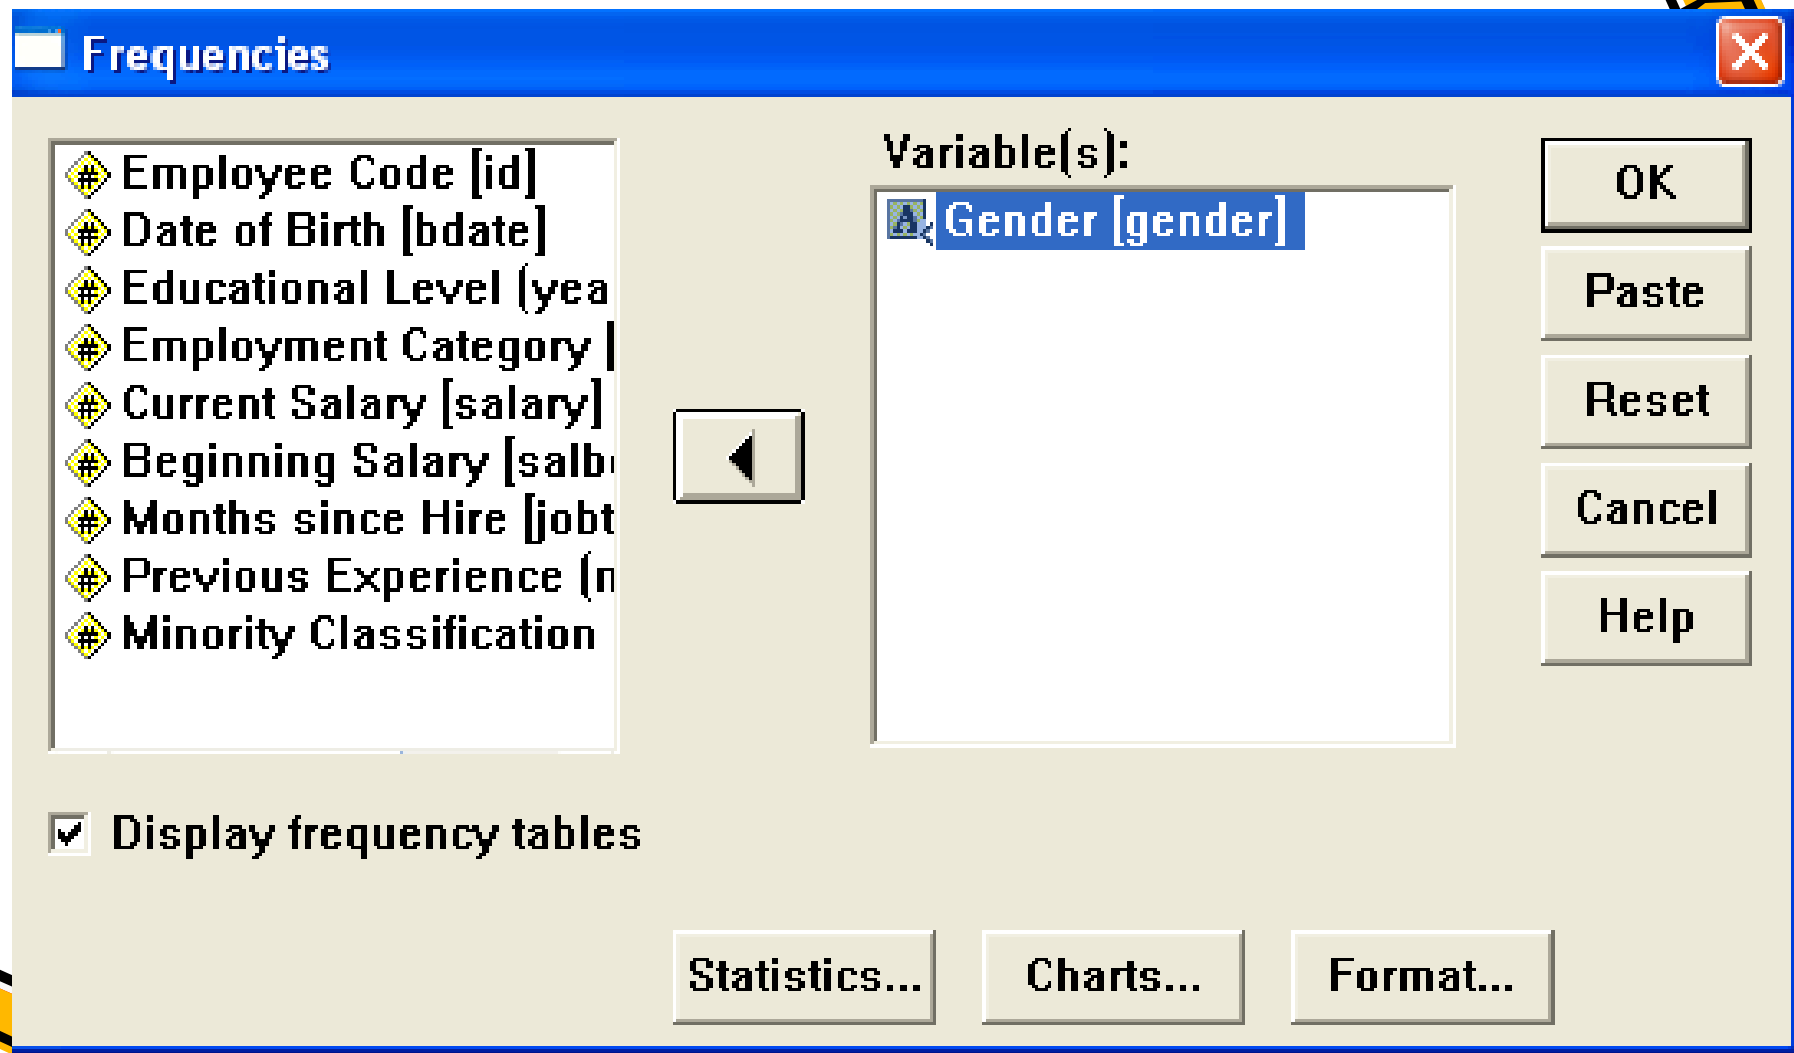 Frequencies
Employee Code [id]
Date of Birth [bdate]
Educational Level (yea
Employment Category [
Current Salary [salary]
Beginning Salary [salb
Months since Hire [jobt
Previous Experience (
Minority Classification
Display frequency tables
Variable(s):
Gender [gender]
OK
Paste
Reset
Cancel
Help
Statistics...
Charts...
Format...